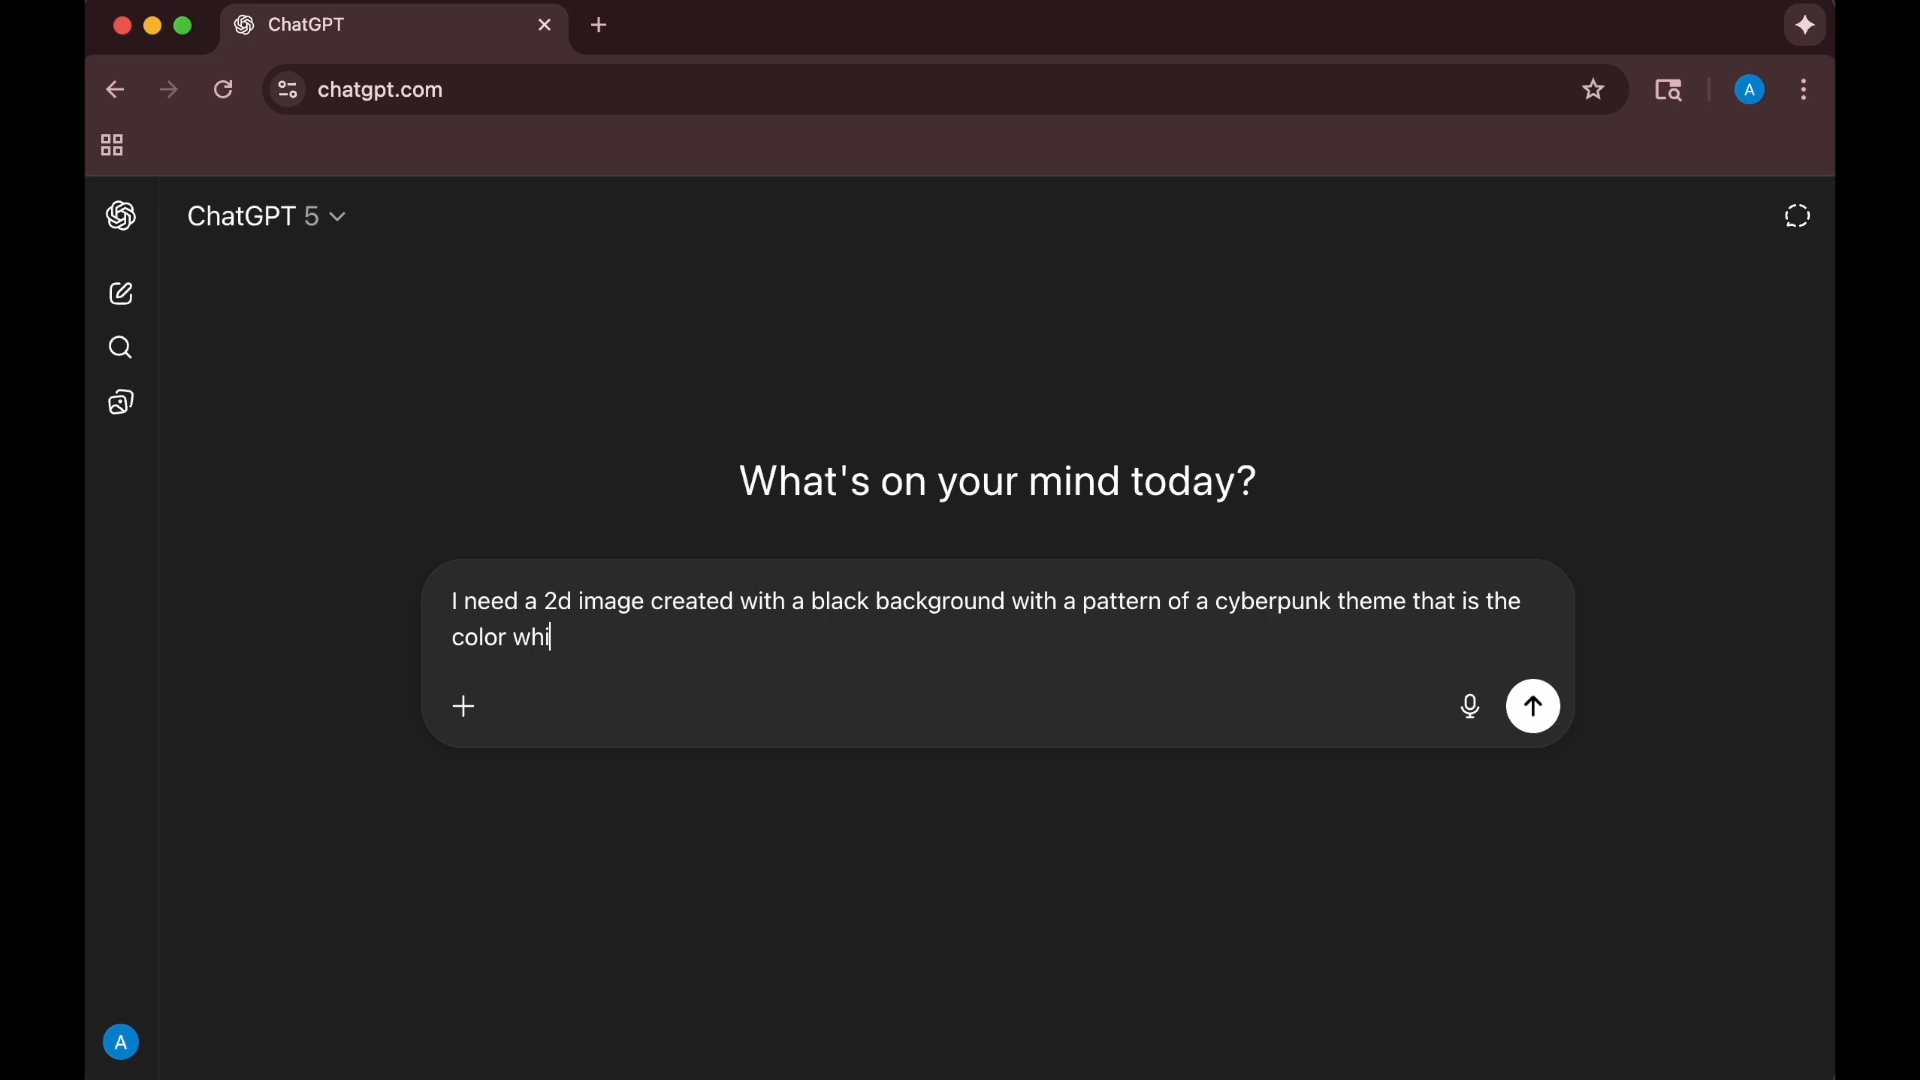 ChatGPT
chatgpt.com
A
ChatGPT 5
What's on your mind today?
I need a 2d image created with a black background with a pattern of a cyberpunk theme that is the
color whi
A